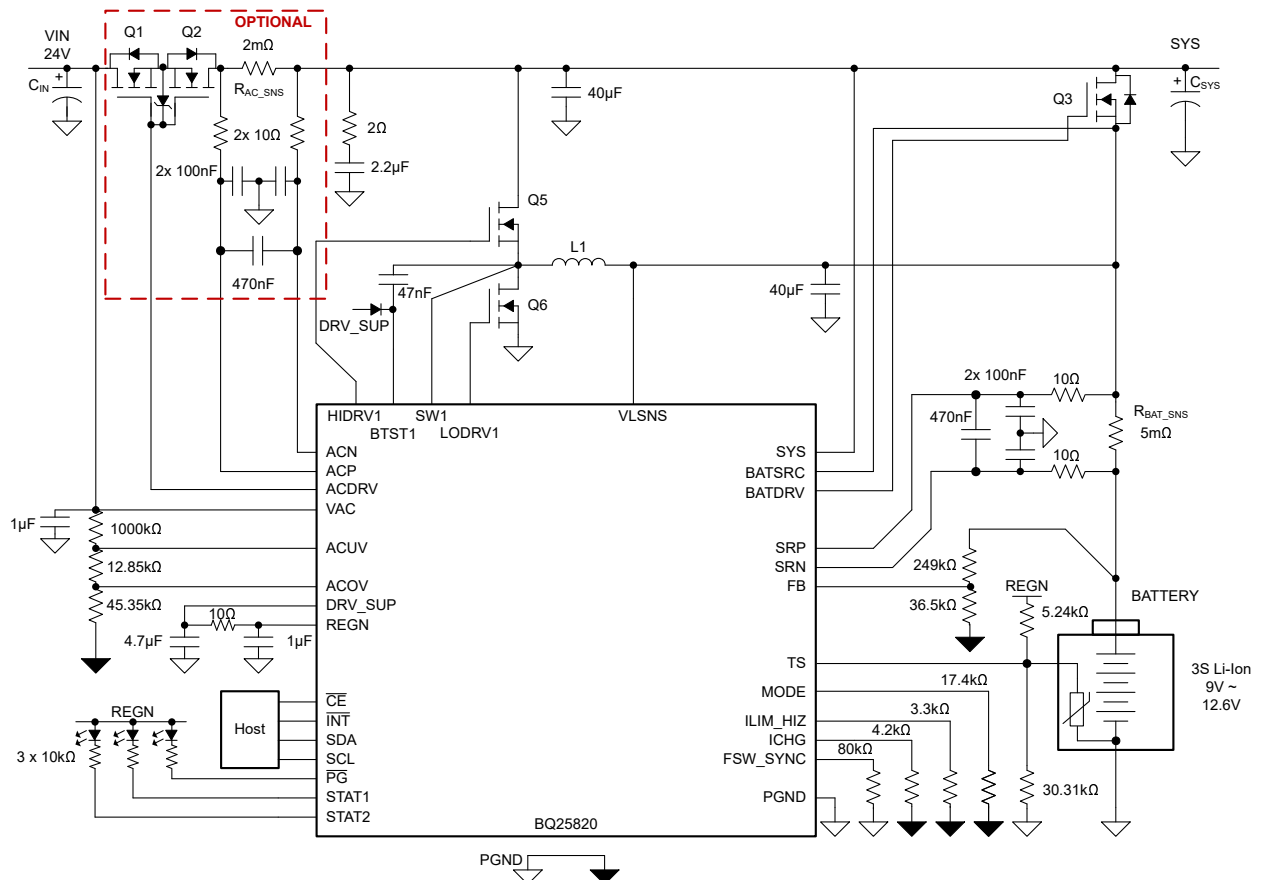 OPTIONAL
VIN
24V
Q1
Q2
2mΩ
R_AC_SNS
C_IN
+
2x 10Ω
2x 100nF
470nF
2Ω
2.2µF
40µF
SYS
Q3
+
C_SYS
Q5
L1
47nF
DRV_SUP
Q6
40µF
HIDRV1
BTST1
SW1
LODRV1
VLSNS
2x 100nF
10Ω
470nF
R_BAT_SNS
5mΩ
10Ω
ACN
ACP
ACDRV
VAC
ACUV
ACOV
DRV_SUP
REGN
CE
INT
SDA
SCL
PG
STAT1
STAT2
SYS
BATSRC
BATDRV
SRP
SRN
FB
TS
MODE
ILIM_HIZ
ICHG
FSW_SYNC
PGND
BQ25820
1µF
1000kΩ
12.85kΩ
45.35kΩ
10Ω
4.7µF
1µF
Host
REGN
3 x 10kΩ
249kΩ
36.5kΩ
REGN
5.24kΩ
BATTERY
3S Li-Ion
9V ~
12.6V
17.4kΩ
3.3kΩ
4.2kΩ
80kΩ
30.31kΩ
PGND